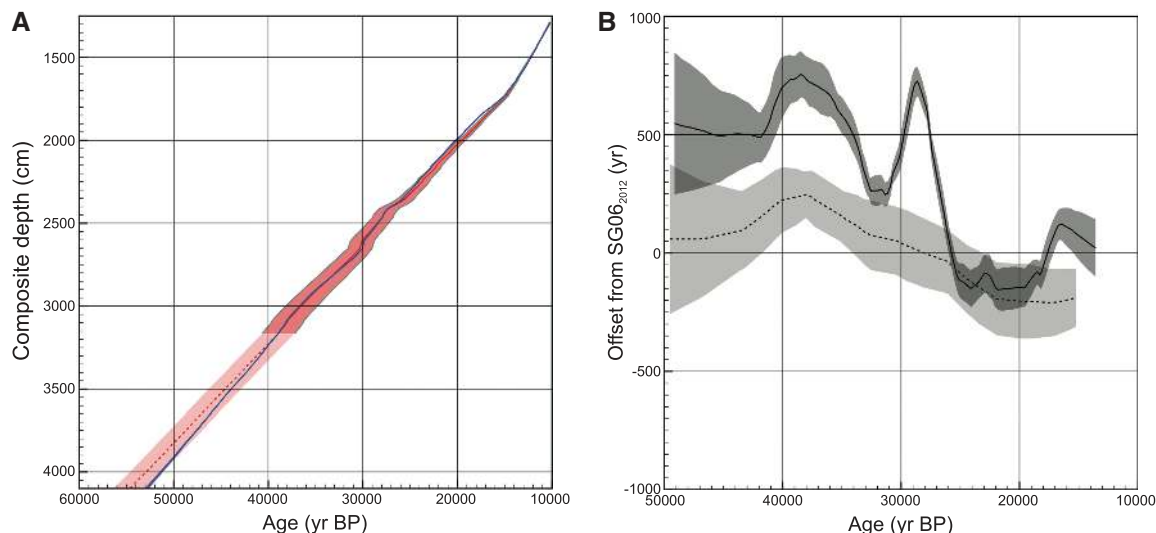 A
1500
2000
2500
3000
3500
4000
Composite depth (cm)
60000 50000 40000 30000 20000 10000
Age (yr BP)
B
1000
500
0
-500
-1000
Offset from SG06₂₀₁₂ (yr)
50000 40000 30000 20000 10000
Age (yr BP)